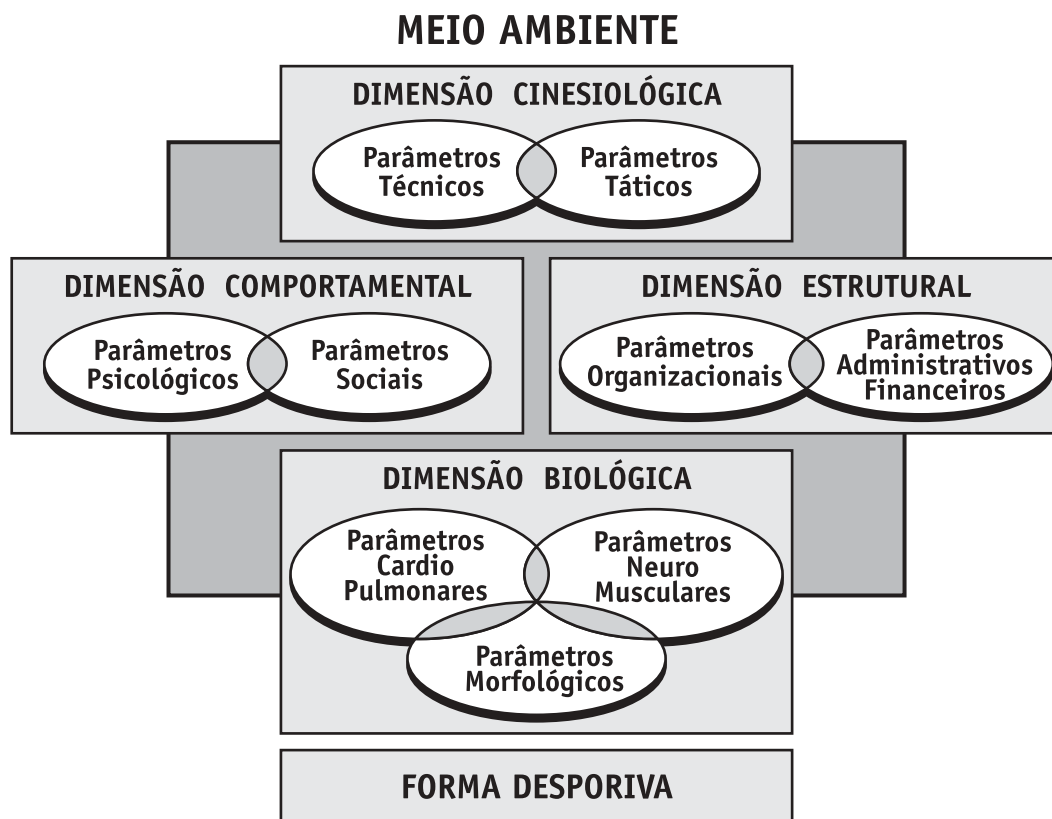 MEIO AMBIENTE
DIMENSÃO CINESIOLÓGICA
Parâmetros
Técnicos
Parâmetros
Táticos
DIMENSÃO COMPORTAMENTAL
Parâmetros
Psicológicos
Parâmetros
Sociais
DIMENSÃO ESTRUTURAL
Parâmetros
Organizacionais
Parâmetros
Administrativos
Financeiros
DIMENSÃO BIOLÓGICA
Parâmetros
Cardio
Pulmonares
Parâmetros
Neuro
Musculares
Parâmetros
Morfológicos
FORMA DESPORIVA